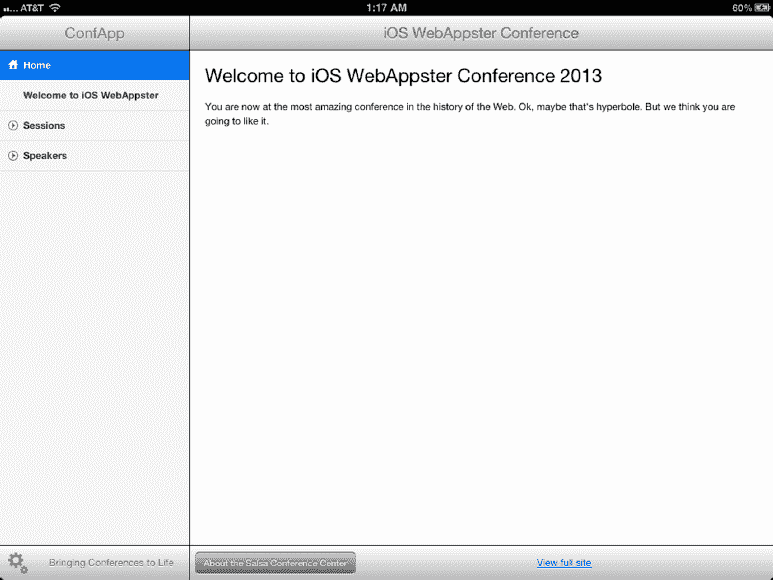 AT&T
1:17 AM
60%
ConfApp
iOS WebAppster Conference
Home
Welcome to iOS WebAppster
Sessions
Speakers
Welcome to iOS WebAppster Conference 2013
You are now at the most amazing conference in the history of the Web. Ok, maybe that's hyperbole. But we think you are
going to like it.
Bringing Conferences to Life
About the Salsa Conference Center
View full site